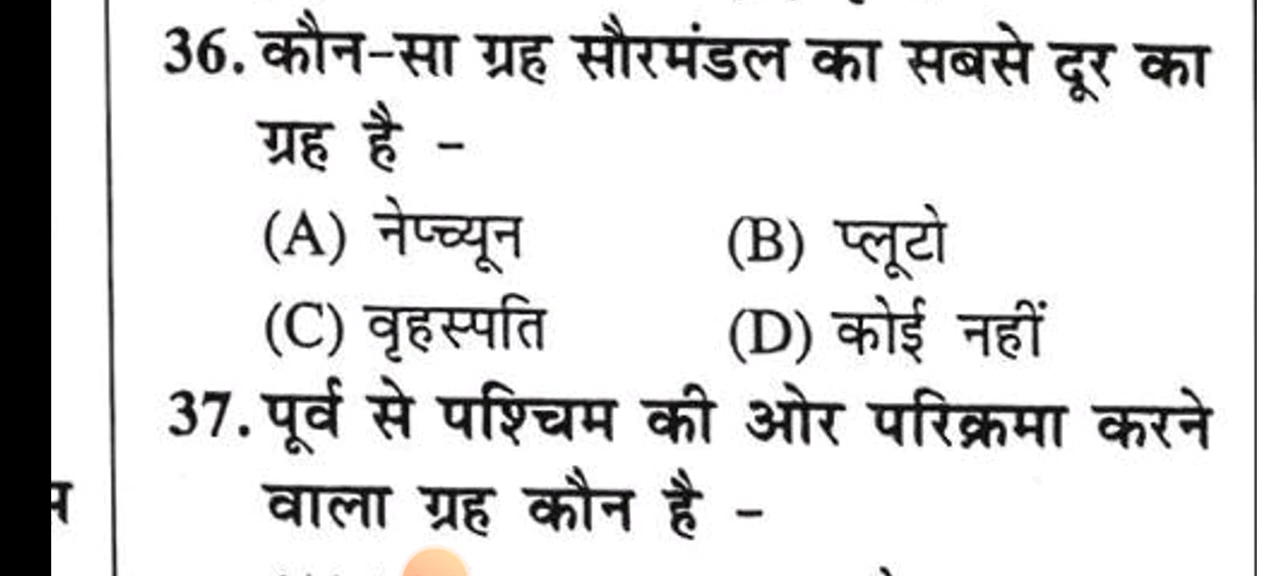 36. कौन-सा ग्रह सौरमंडल का सबसे दूर का
ग्रह है -
(A) नेप्च्यून (B) प्लूटो
(C) वृहस्पति (D) कोई नहीं
37. पूर्व से पश्चिम की ओर परिक्रमा करने
वाला ग्रह कौन है -